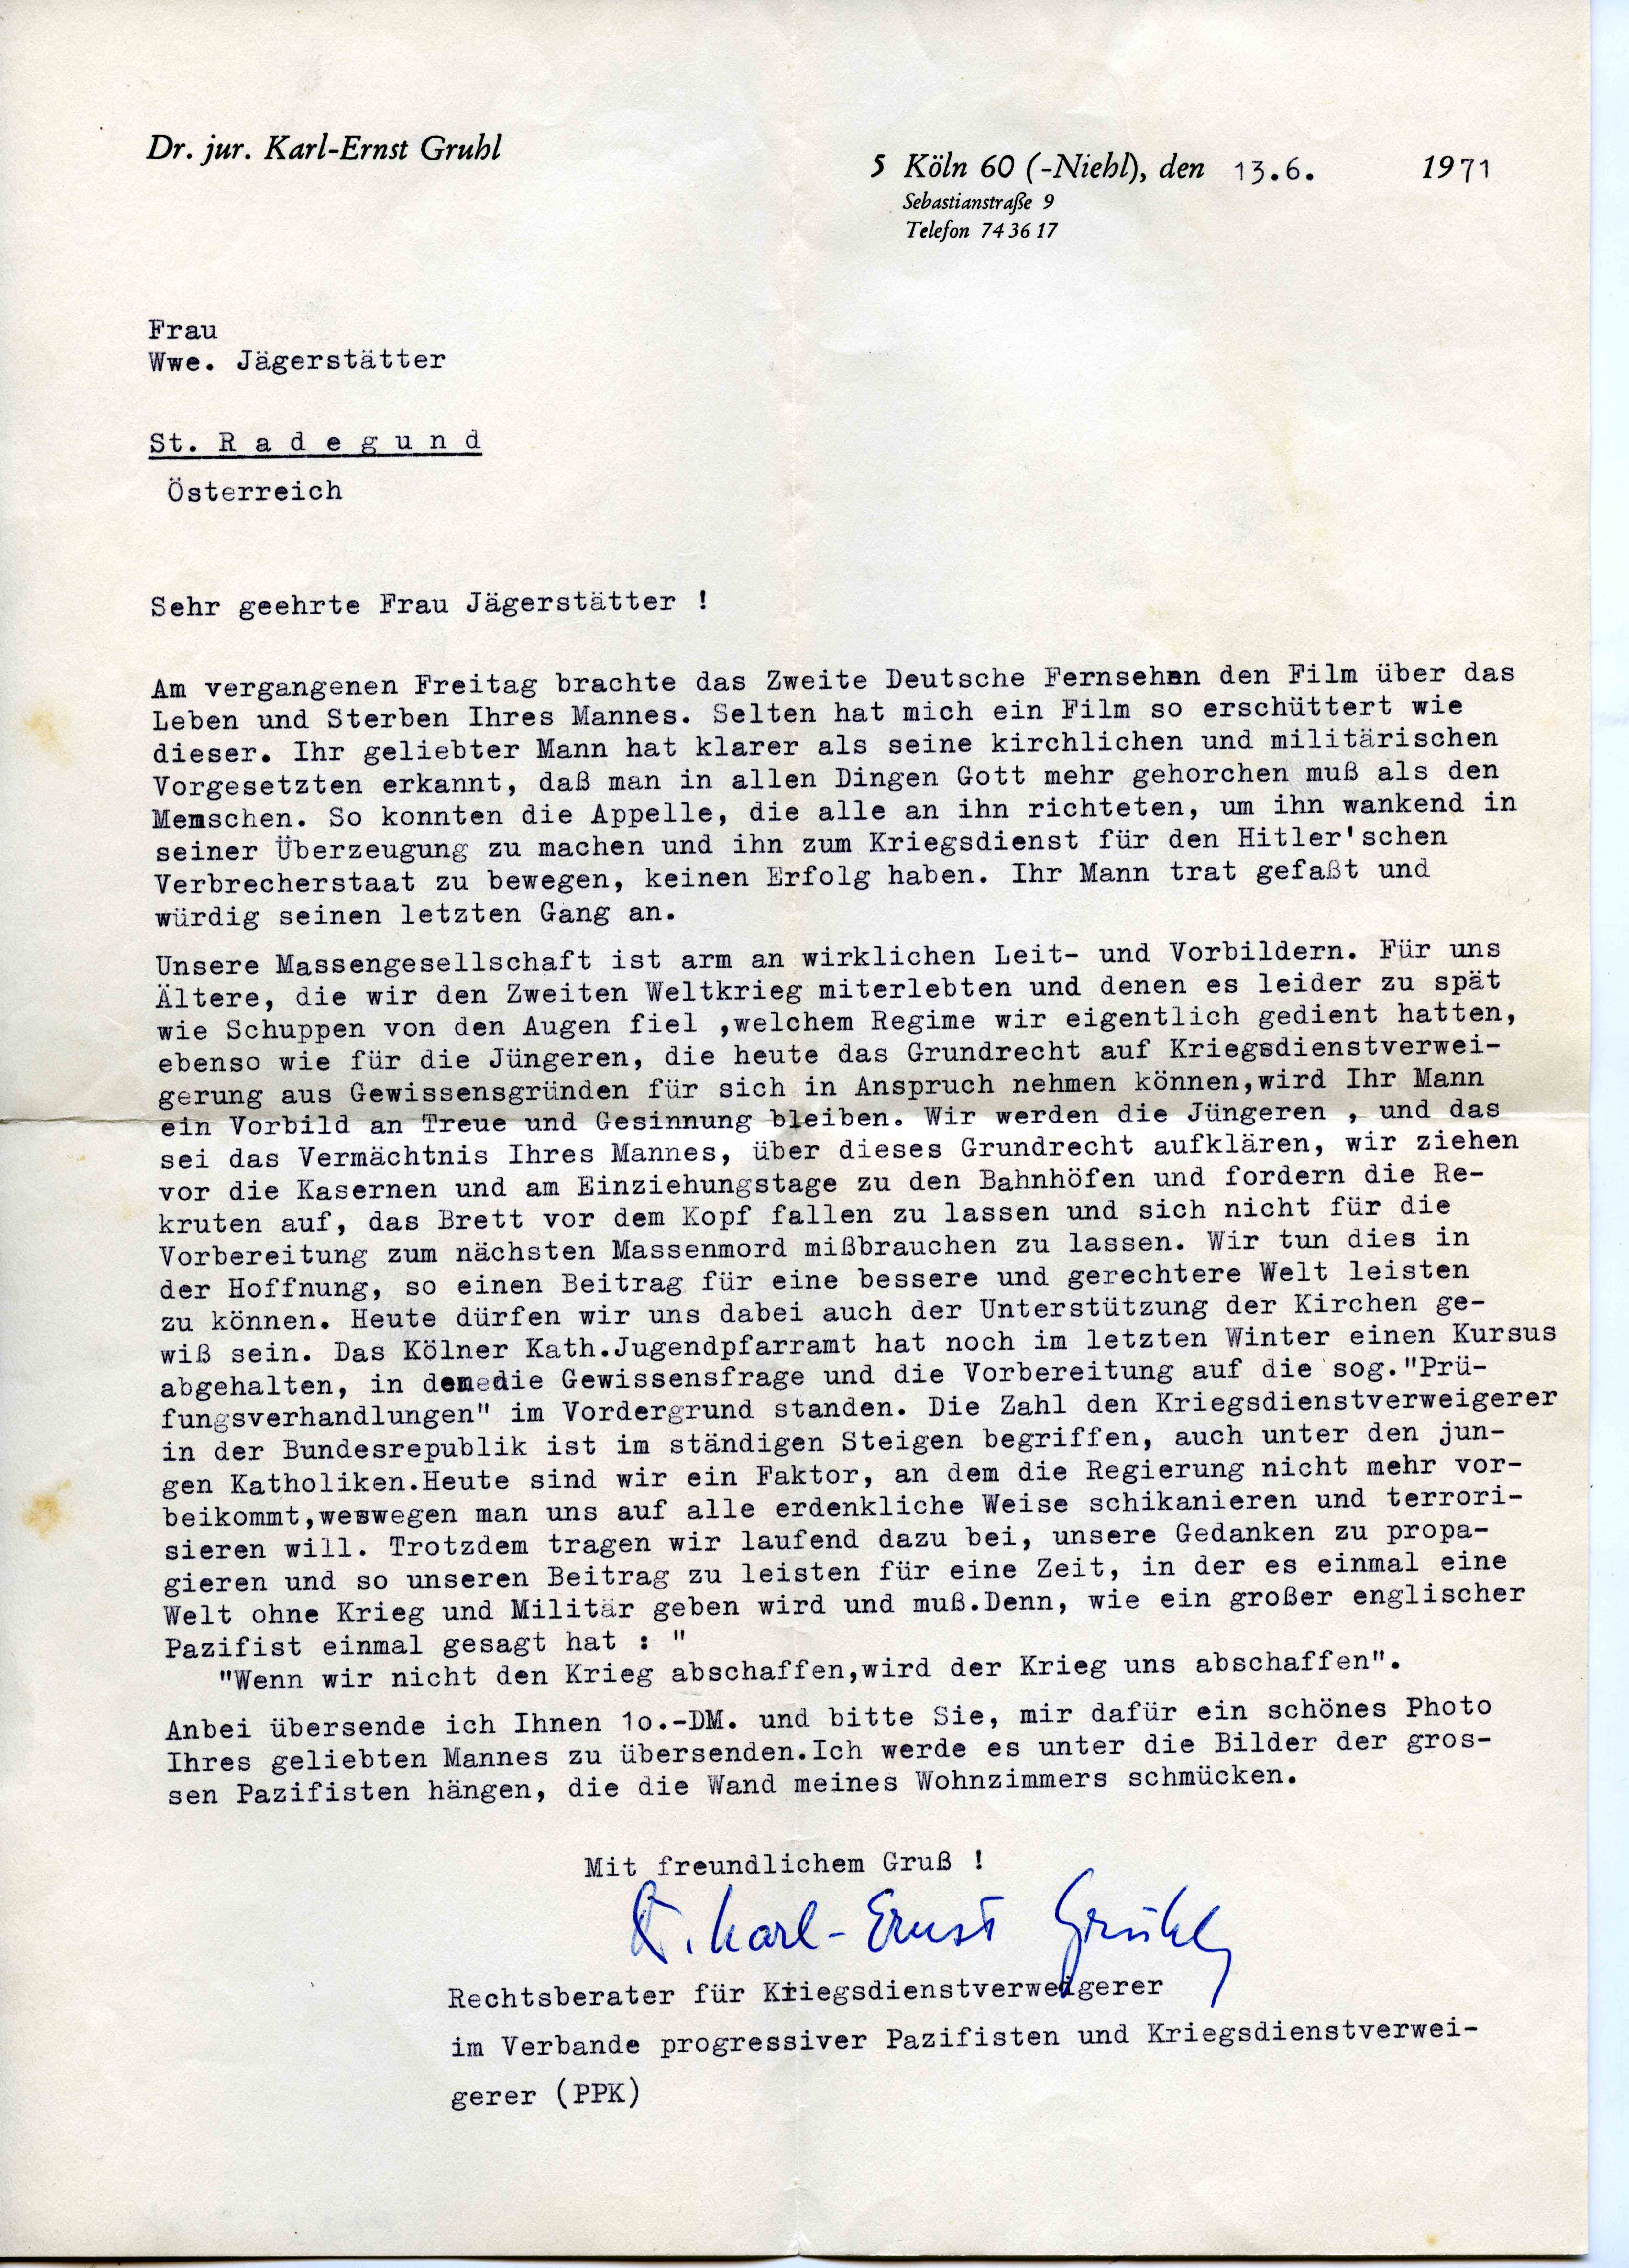 Dr. jur. Karl-Ernst Gruhl
5 Köln 60 (-Niehl), den 13.6. 1971
Sebastianstraße 9
Telefon 74 36 17
Frau
Wwe. Jägerstätter
St. R a d e g u n d
Österreich
Sehr geehrte Frau Jägerstätter !
Am vergangenen Freitag brachte das Zweite Deutsche Fernsehen den Film über das
Leben und Sterben Ihres Mannes. Selten hat mich ein Film so erschüttert wie
dieser. Ihr geliebter Mann hat klarer als seine kirchlichen und militärischen
Vorgesetzten erkannt, daß man in allen Dingen Gott mehr gehorchen muß als den
Menschen. So konnten die Appelle, die alle an ihn richteten, um ihn wankend in
seiner Überzeugung zu machen und ihn zum Kriegsdienst für den Hitler'schen
Verbrecherstaat zu bewegen, keinen Erfolg haben. Ihr Mann trat gefaßt und
würdig seinen letzten Gang an.
Unsere Massengesellschaft ist arm an wirklichen Leit- und Vorbildern. Für uns
Ältere, die wir den Zweiten Weltkrieg miterlebten und denen es leider zu spät
wie Schuppen von den Augen fiel ,welchem Regime wir eigentlich gedient hatten,
ebenso wie für die Jüngeren, die heute das Grundrecht auf Kriegsdienstverwei-
gerung aus Gewissensgründen für sich in Anspruch nehmen können,wird Ihr Mann
ein Vorbild an Treue und Gesinnung bleiben. Wir werden die Jüngeren , und das
sei das Vermächtnis Ihres Mannes, über dieses Grundrecht aufklären, wir ziehen
vor die Kasernen und am Einziehungstage zu den Bahnhöfen und fordern die Re-
kruten auf, das Brett vor dem Kopf fallen zu lassen und sich nicht für die
Vorbereitung zum nächsten Massenmord mißbrauchen zu lassen. Wir tun dies in
der Hoffnung, so einen Beitrag für eine bessere und gerechtere Welt leisten
zu können. Heute dürfen wir uns dabei auch der Unterstützung der Kirchen ge-
wiß sein. Das Kölner Kath.Jugendpfarramt hat noch im letzten Winter einen Kursus
abgehalten, in dem die Gewissensfrage und die Vorbereitung auf die sog."Prü-
fungsverhandlungen" im Vordergrund standen. Die Zahl den Kriegsdienstverweigerer
in der Bundesrepublik ist im ständigen Steigen begriffen, auch unter den jun-
gen Katholiken.Heute sind wir ein Faktor, an dem die Regierung nicht mehr vor-
beikommt,weswegen man uns auf alle erdenkliche Weise schikanieren und terrori-
sieren will. Trotzdem tragen wir laufend dazu bei, unsere Gedanken zu propa-
gieren und so unseren Beitrag zu leisten für eine Zeit, in der es einmal eine
Welt ohne Krieg und Militär geben wird und muß.Denn, wie ein großer englischer
Pazifist einmal gesagt hat : "
"Wenn wir nicht den Krieg abschaffen,wird der Krieg uns abschaffen".
Anbei übersende ich Ihnen 1o.-DM. und bitte Sie, mir dafür ein schönes Photo
Ihres geliebten Mannes zu übersenden.Ich werde es unter die Bilder der gros-
sen Pazifisten hängen, die die Wand meines Wohnzimmers schmücken.
Mit freundlichem Gruß !
Dr. Karl-Ernst Gruhl
Rechtsberater für Kriegsdienstverweigerer
im Verbande progressiver Pazifisten und Kriegsdienstverwei-
gerer (PPK)